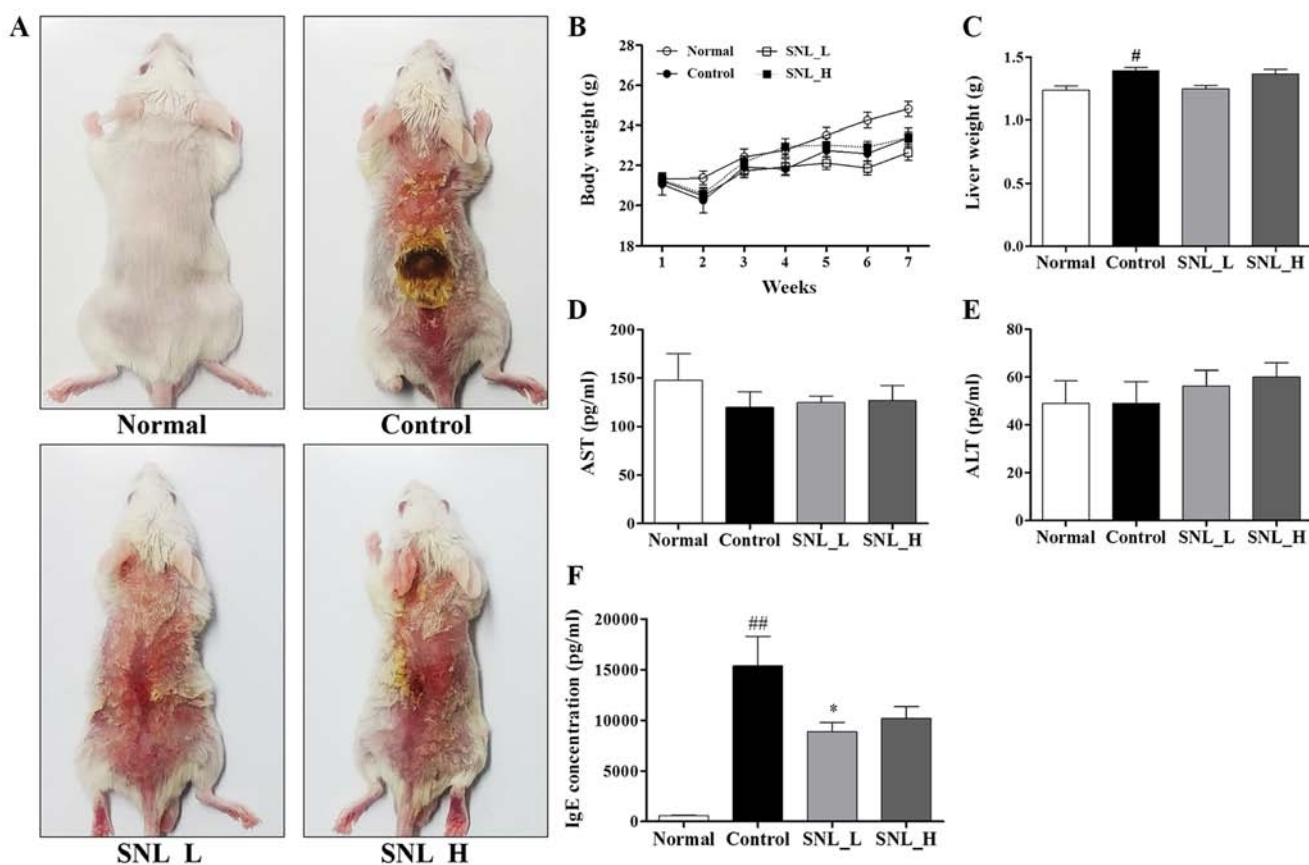 A
Normal
Control
SNL_L
SNL_H
B
Normal
SNL_L
Control
SNL_H
Body weight (g)
28
26
24
22
20
18
1 2 3 4 5 6 7
Weeks
C
#
Liver weight (g)
1.5
1.0
0.5
0.0
Normal Control SNL_L SNL_H
D
AST (pg/ml)
200
150
100
50
0
Normal Control SNL_L SNL_H
E
ALT (pg/ml)
80
60
40
20
0
Normal Control SNL_L SNL_H
F
##
*
IgE concentration (pg/ml)
20000
15000
10000
5000
0
Normal Control SNL_L SNL_H